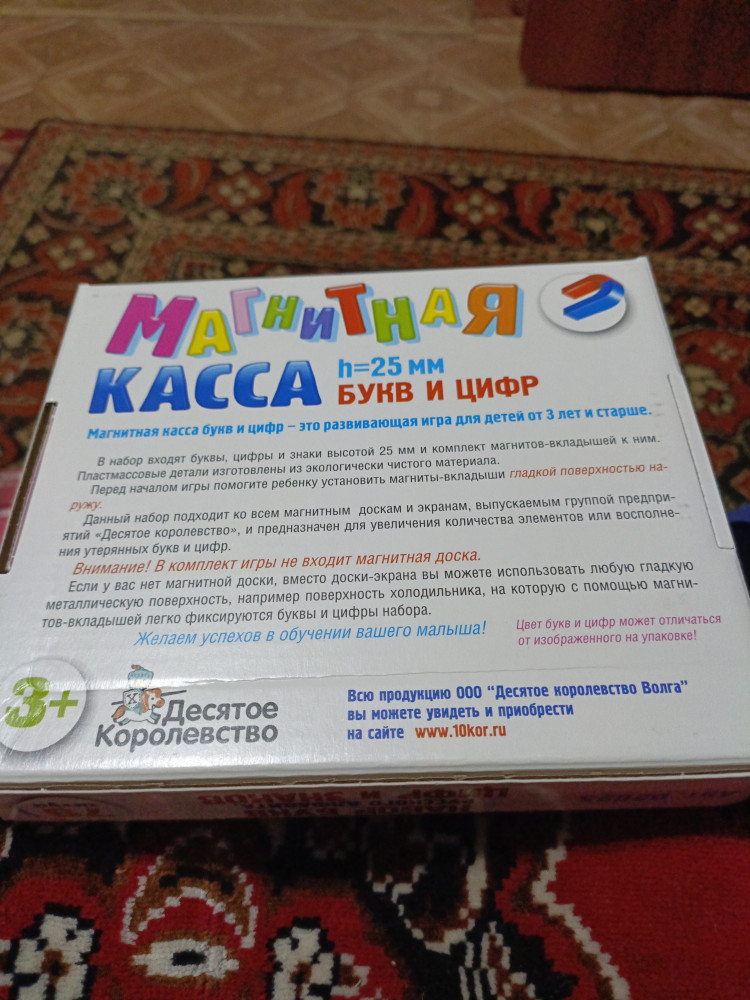 МАГНИТНАЯ
КАССА h=25 мм
БУКВ И ЦИФР
Магнитная касса букв и цифр – это развивающая игра для детей от 3 лет и старше.
В набор входят буквы, цифры и знаки высотой 25 мм и комплект магнитов-вкладышей к ним.
Пластмассовые детали изготовлены из экологически чистого материала.
Перед началом игры помогите ребенку установить магниты-вкладыши гладкой поверхностью на-
ружу.
Данный набор подходит ко всем магнитным доскам и экранам, выпускаемым группой предпри-
ятий «Десятое королевство», и предназначен для увеличения количества элементов или восполне-
ния утерянных букв и цифр.
Внимание! В комплект игры не входит магнитная доска.
Если у вас нет магнитной доски, вместо доски-экрана вы можете использовать любую гладкую
металлическую поверхность, например поверхность холодильника, на которую с помощью магни-
тов-вкладышей легко фиксируются буквы и цифры набора.
Желаем успехов в обучении вашего малыша!
Цвет букв и цифр может отличаться
от изображенного на упаковке!
3+
Десятое
Королевство
Всю продукцию ООО "Десятое королевство Волга"
вы можете увидеть и приобрести
на сайте www.10kor.ru